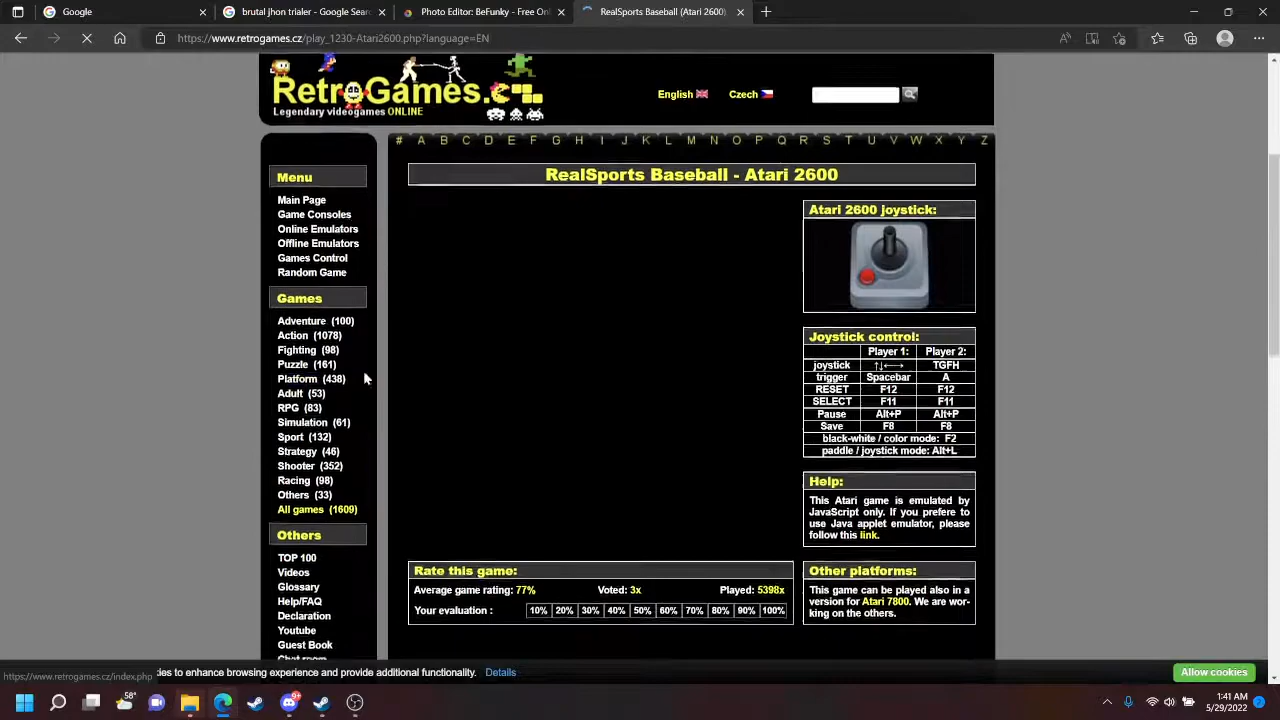 brutal jhon trialer - Google Sear
Photo Editor: BeFunky - Free Onl
RealSports Baseball (Atari 2600)
https://www.retrogames.cz/play_1230-Atari2600.php?language=EN
RetroGames.cz
Legendary videogames ONLINE
English
Czech
# A B C D E F G H I J K L M N O P Q R S T U V W X Y Z
RealSports Baseball - Atari 2600
Menu
Main Page
Game Consoles
Online Emulators
Offline Emulators
Games Control
Random Game
Games
Adventure (100)
Action (1078)
Fighting (98)
Puzzle (161)
Platform (438)
Adult (53)
RPG (83)
Simulation (61)
Sport (132)
Strategy (46)
Shooter (352)
Racing (98)
Others (33)
All games (1609)
Others
TOP 100
Videos
Glossary
Help/FAQ
Declaration
Youtube
Guest Book
Chat room
Rate this game:
Average game rating: 77% Voted: 3x Played: 5398x
Your evaluation : 10% 20% 30% 40% 50% 60% 70% 80% 90% 100%
Atari 2600 joystick:
Joystick control:
Player 1: Player 2:
joystick ↑↓←→ TGFH
trigger Spacebar A
RESET F12 F12
SELECT F11 F11
Pause Alt+P Alt+P
Save F8 F8
black-white / color mode: F2
paddle / joystick mode: Alt+L
Help:
This Atari game is emulated by
JavaScript only. If you prefere to
use Java applet emulator, please
follow this link.
Other platforms:
This game can be played also in a
version for Atari 7800. We are wor-
king on the others.
ies to enhance browsing experience and provide additional functionality. Details
Allow cookies
https://www.retrogames.cz/index.php
58°
9+
1:41 AM
5/29/2022